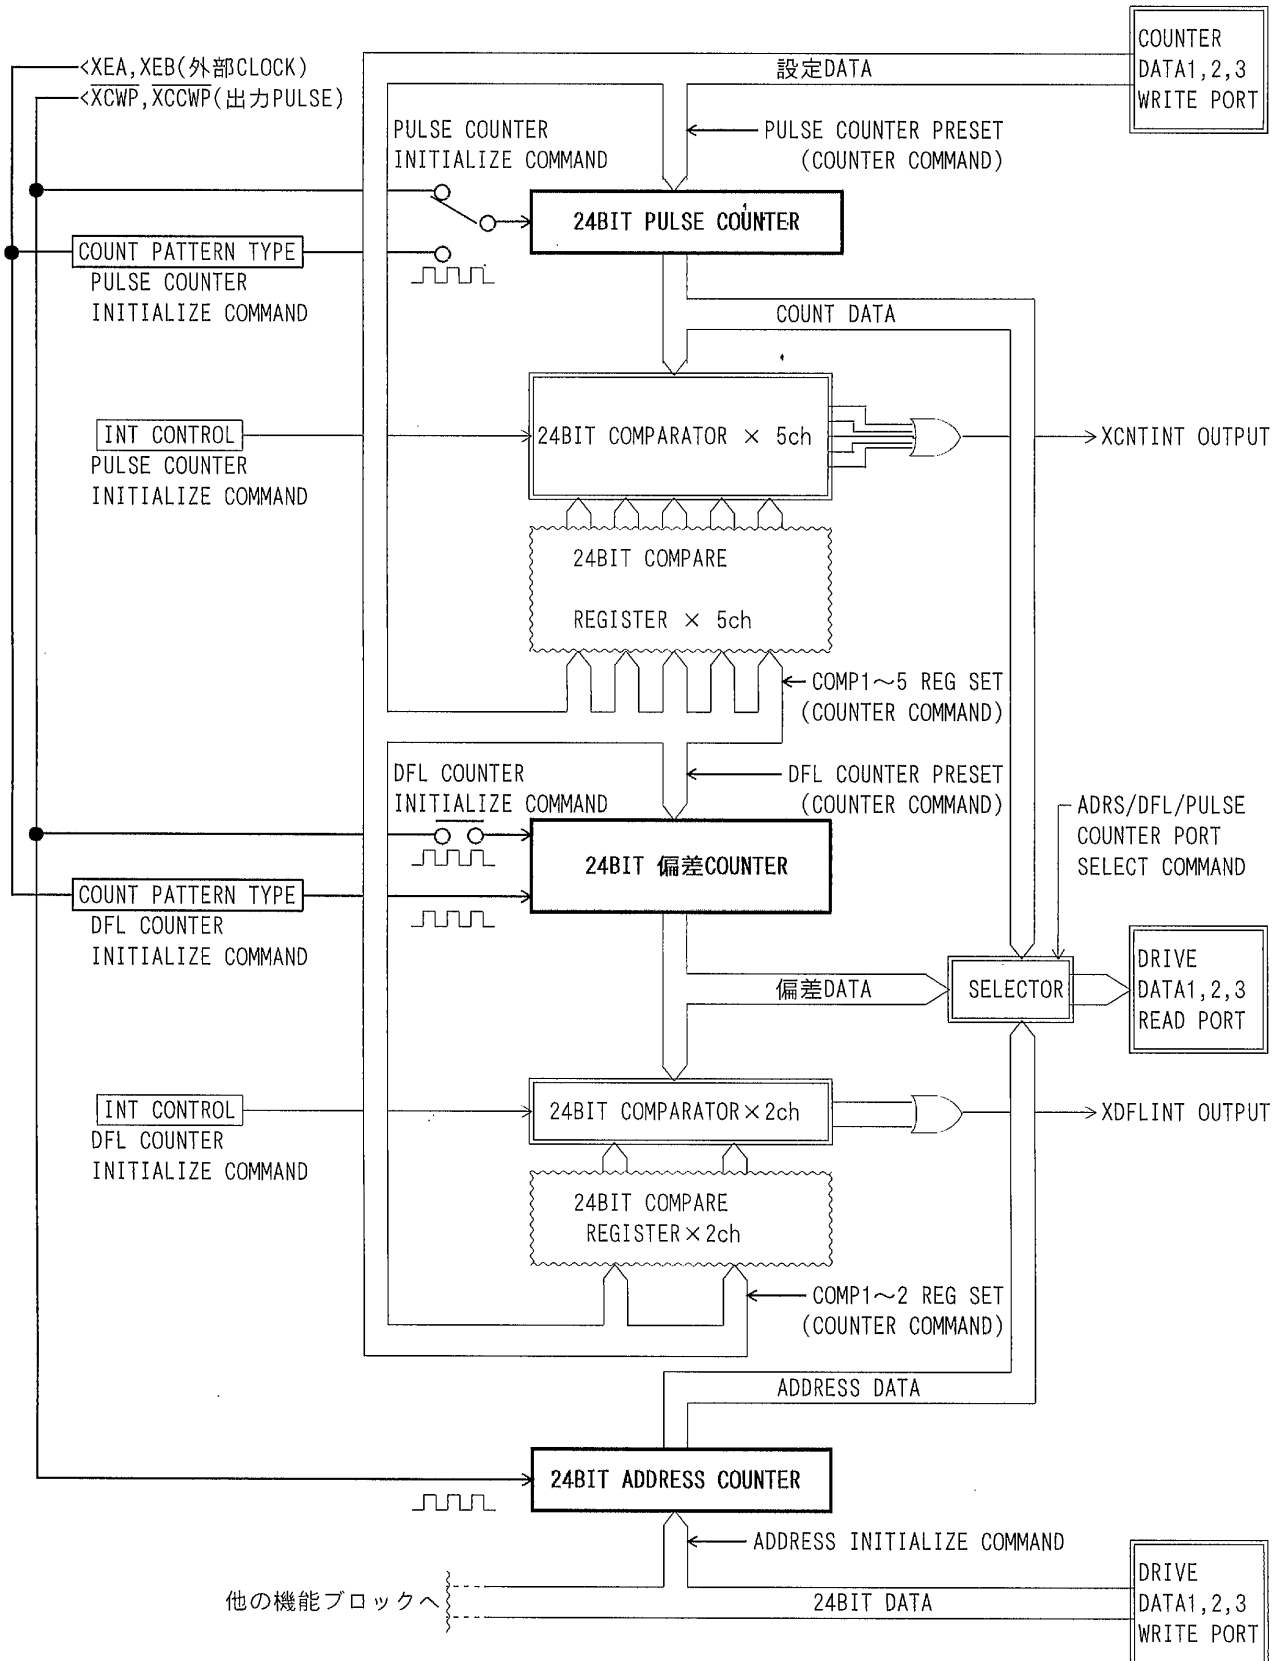 COUNTER
DATA1,2,3
WRITE PORT
<XEA,XEB(外部CLOCK)
<XCWP,XCCWP(出力PULSE)
設定DATA
PULSE COUNTER
INITIALIZE COMMAND
PULSE COUNTER PRESET
(COUNTER COMMAND)
24BIT PULSE COUNTER
COUNT PATTERN TYPE
PULSE COUNTER
INITIALIZE COMMAND
COUNT DATA
INT CONTROL
PULSE COUNTER
INITIALIZE COMMAND
24BIT COMPARATOR × 5ch
XCNTINT OUTPUT
24BIT COMPARE
REGISTER × 5ch
COMP1～5 REG SET
(COUNTER COMMAND)
DFL COUNTER
INITIALIZE COMMAND
DFL COUNTER PRESET
(COUNTER COMMAND)
ADRS/DFL/PULSE
COUNTER PORT
SELECT COMMAND
24BIT 偏差COUNTER
COUNT PATTERN TYPE
DFL COUNTER
INITIALIZE COMMAND
偏差DATA
SELECTOR
DRIVE
DATA1,2,3
READ PORT
INT CONTROL
DFL COUNTER
INITIALIZE COMMAND
24BIT COMPARATOR×2ch
XDFLINT OUTPUT
24BIT COMPARE
REGISTER×2ch
COMP1～2 REG SET
(COUNTER COMMAND)
ADDRESS DATA
24BIT ADDRESS COUNTER
ADDRESS INITIALIZE COMMAND
他の機能ブロックへ
24BIT DATA
DRIVE
DATA1,2,3
WRITE PORT